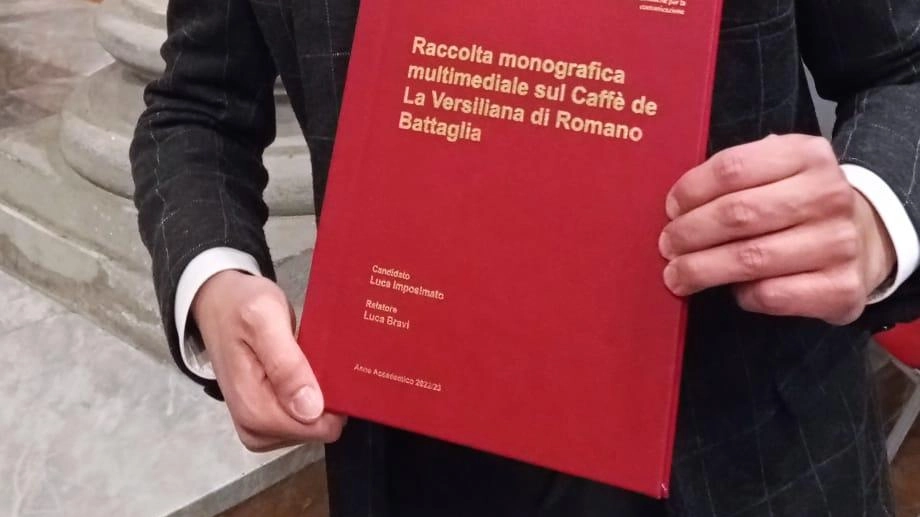 comunicazione
Raccolta monografica
multimediale sul Caffè de
La Versiliana di Romano
Battaglia
Candidato
Luca Imposimato
Relatore
Luca Bravi
Anno Accademico 2022/23